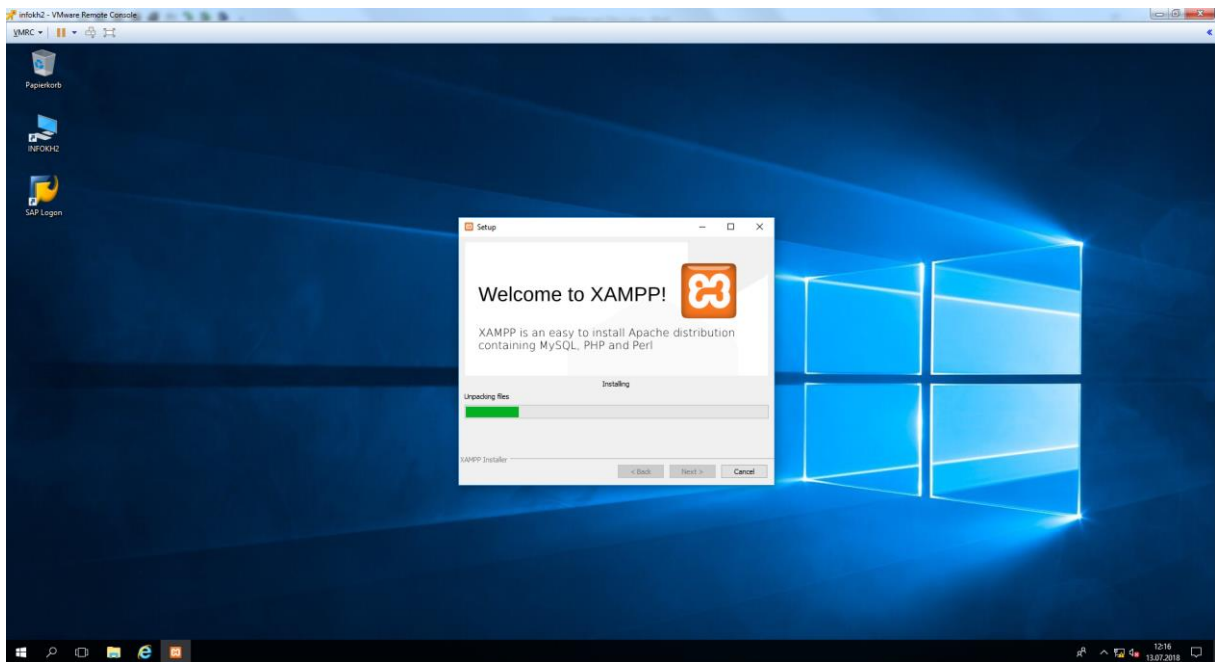 infokh2 - VMware Remote Console
VMRC
Papierkorb
INFOKH2
SAP Logon
Setup
Welcome to XAMPP!
XAMPP is an easy to install Apache distribution
containing MySQL, PHP and Perl
Installing
Unpacking files
XAMPP Installer
< Back
Next >
Cancel
12:16
13.07.2018